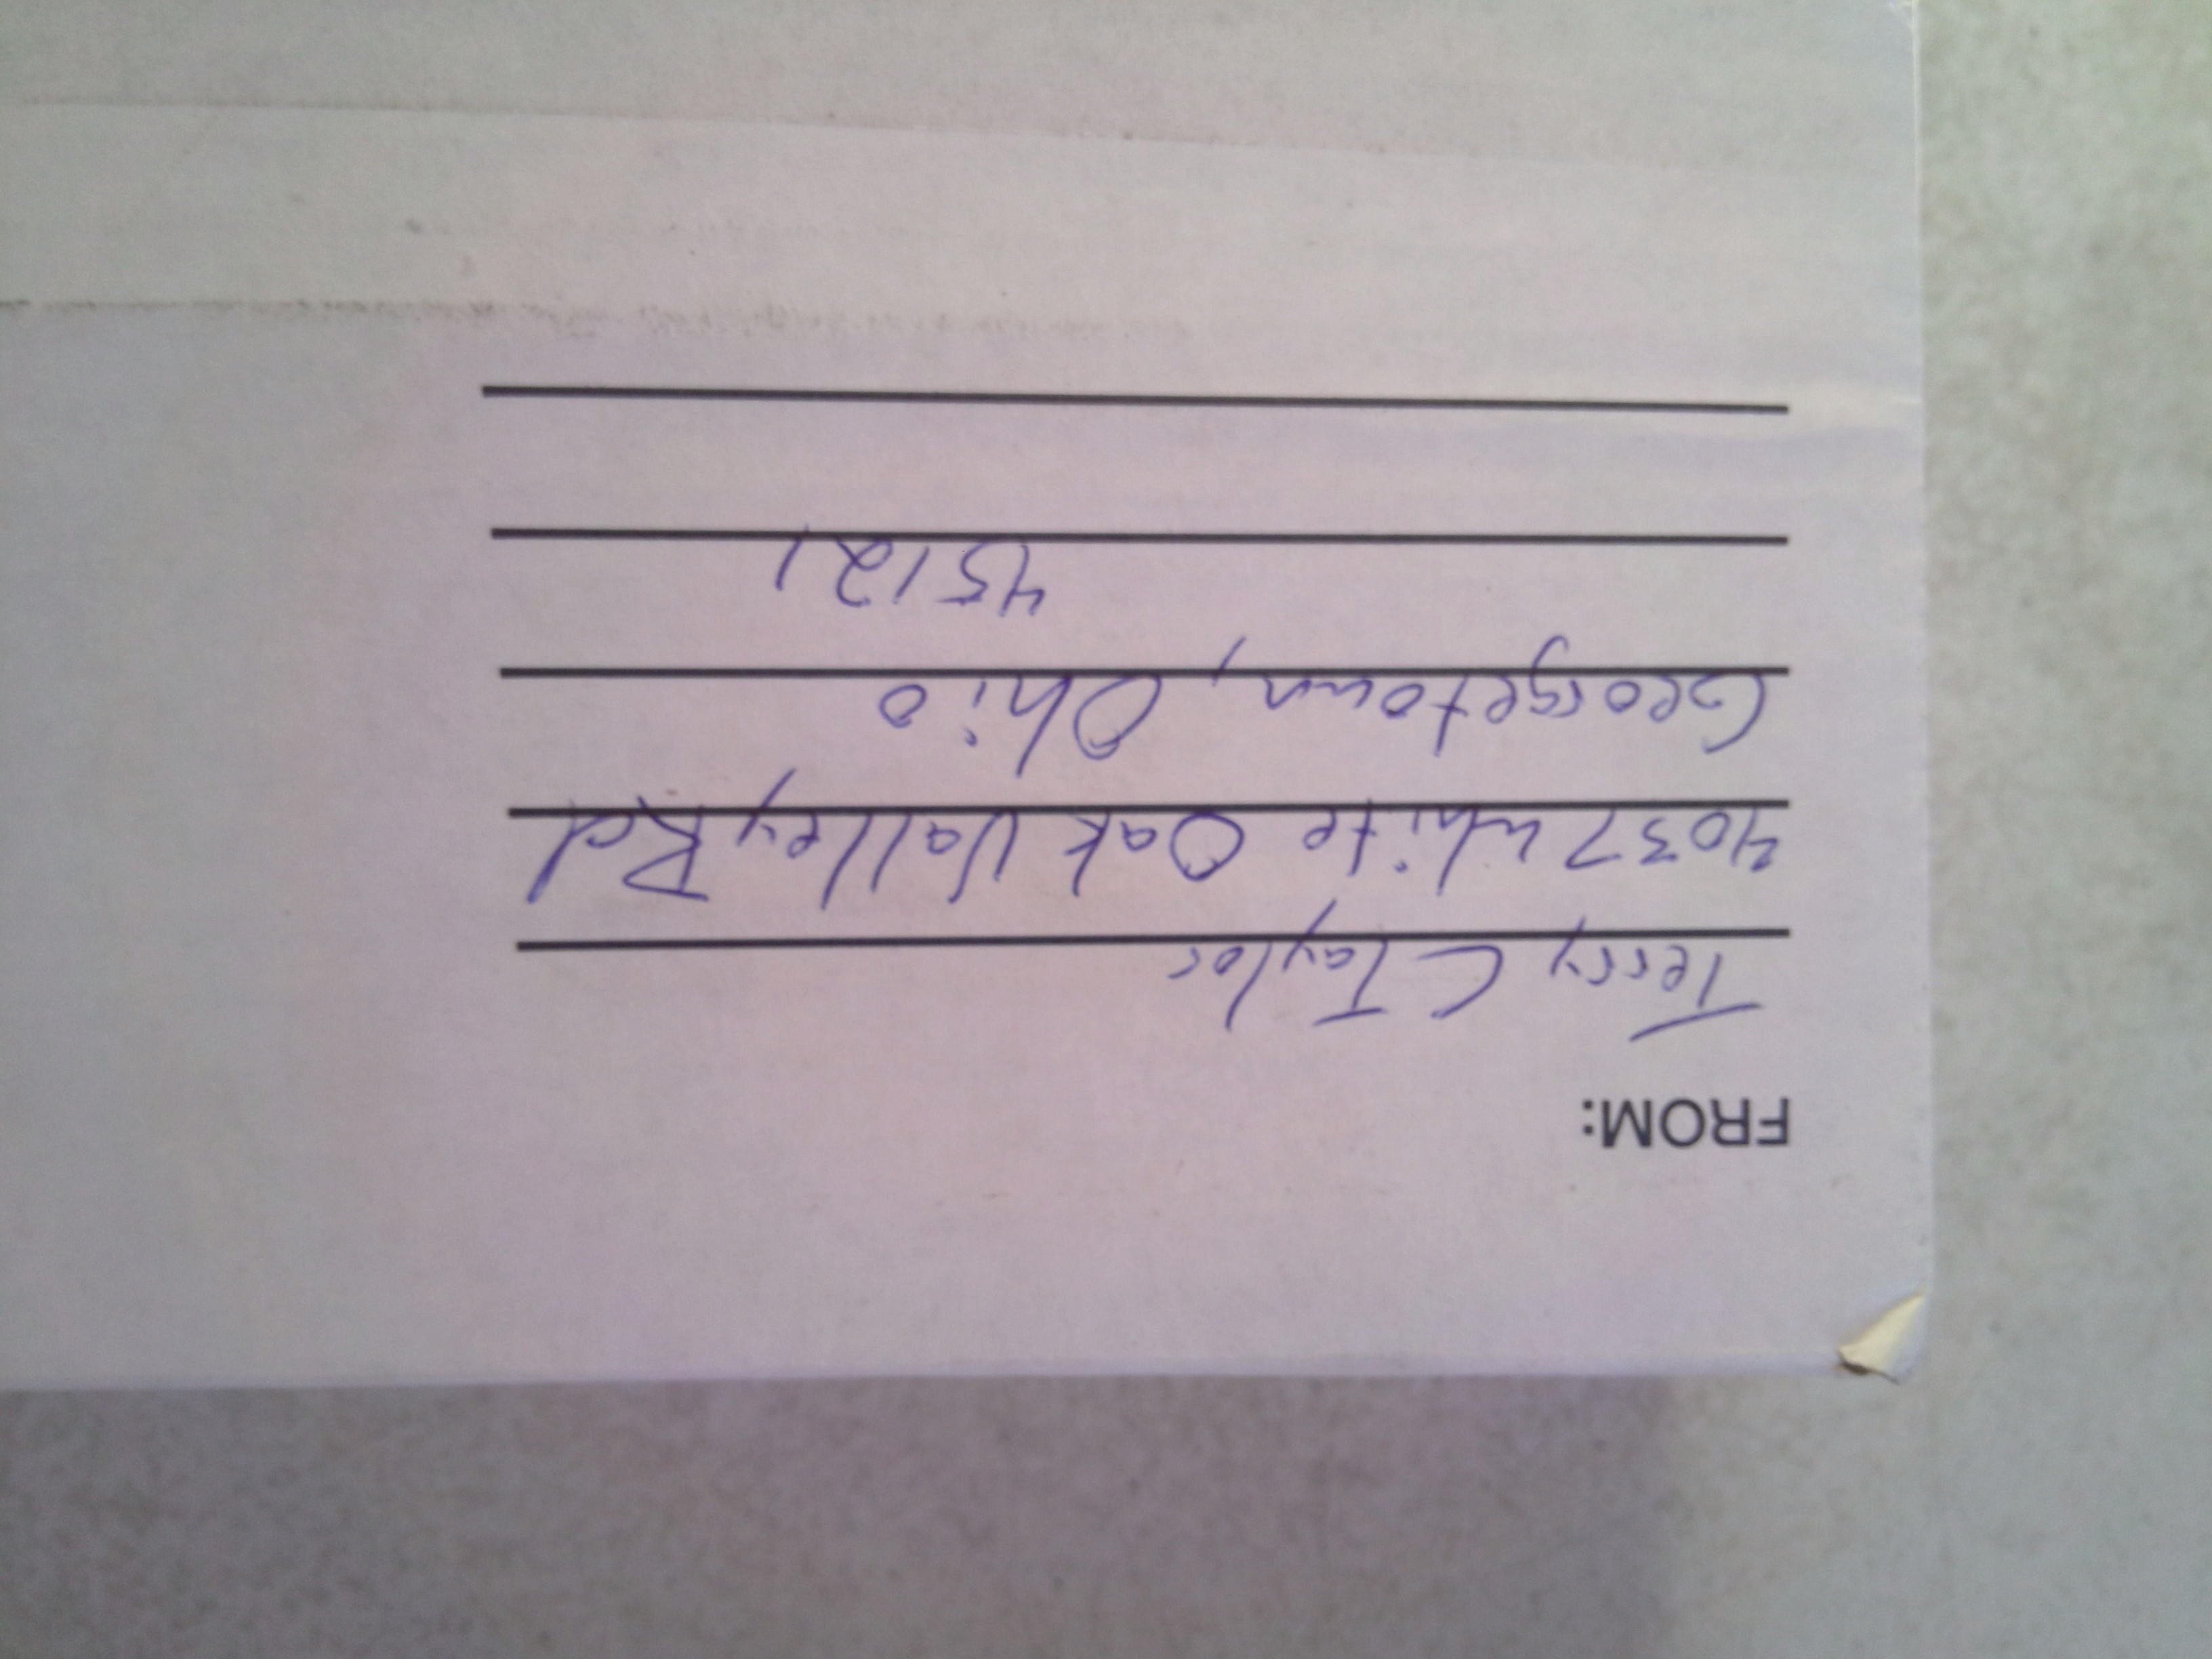 FROM:
Terry C Taylor
4037 white Oak Valley Rd
Georgetown, Ohio
45121